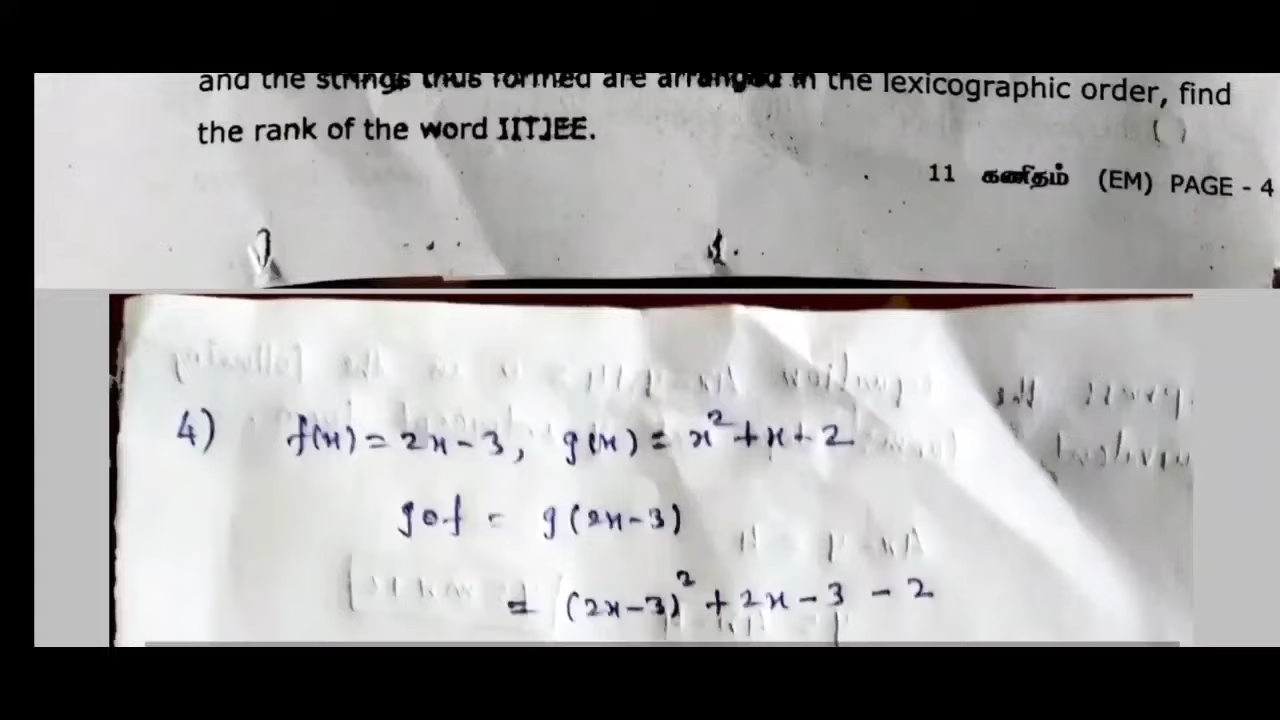 and the strings thus formed are arranged in the lexicographic order, find
the rank of the word IITJEE.
( )
11 கணிதம் (EM) PAGE - 4
4) f(x) = 2x - 3, g(x) = x² + x + 2
gof = g(2x-3)
= (2x-3)² + 2x - 3 - 2